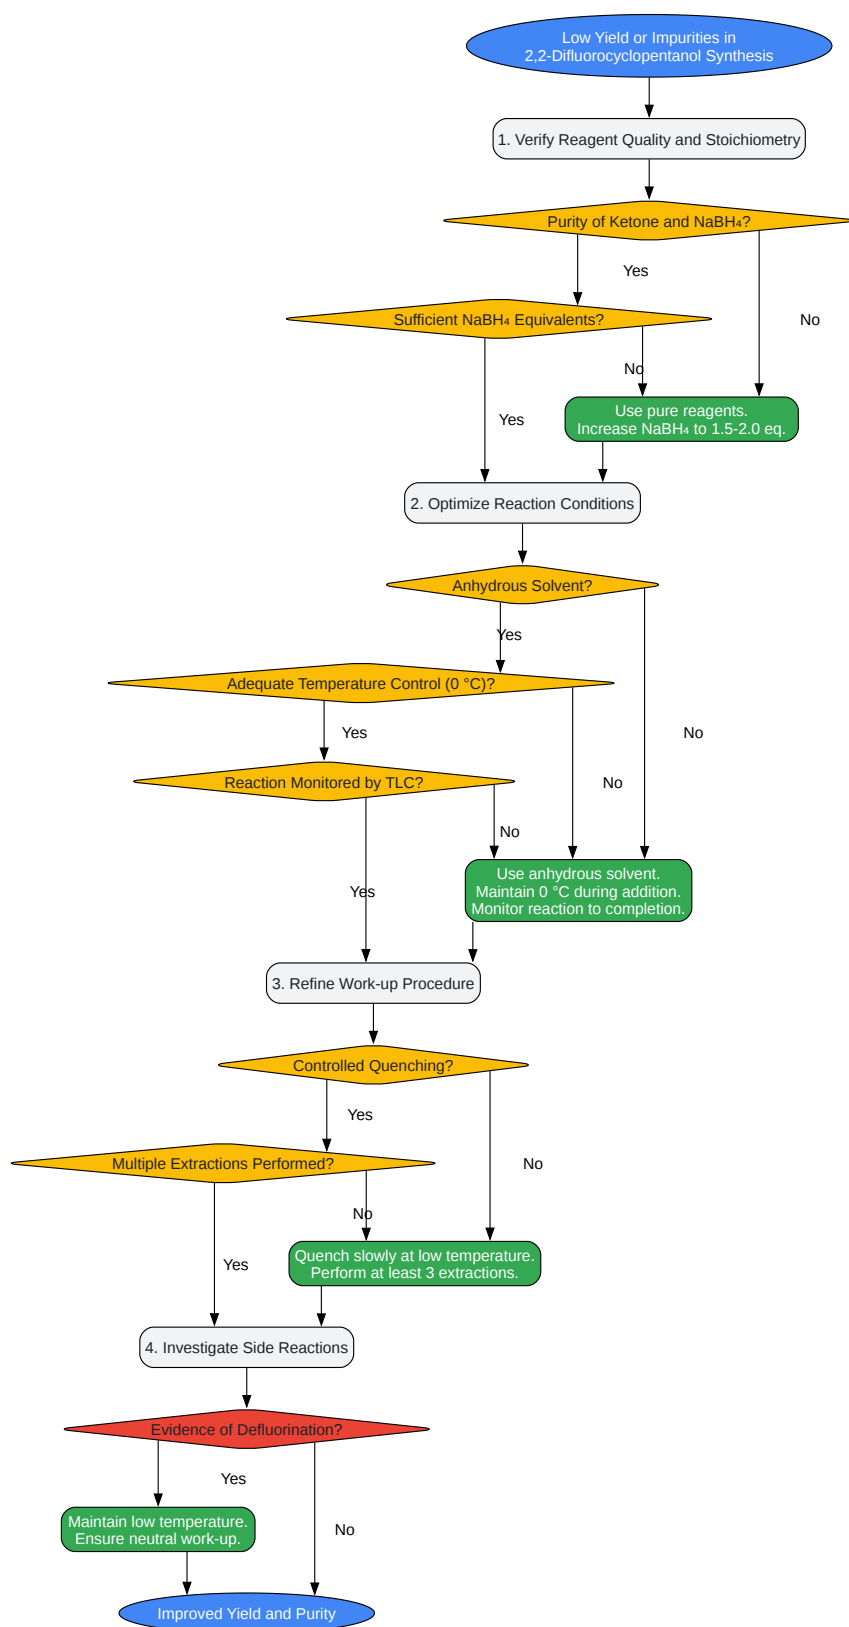 Low Yield or Impurities in
2,2-Difluorocyclopentanol Synthesis
1. Verify Reagent Quality and Stoichiometry
Purity of Ketone and NaBH₄?
Yes
Sufficient NaBH₄ Equivalents?
No
No
Use pure reagents.
Increase NaBH₄ to 1.5-2.0 eq.
Yes
2. Optimize Reaction Conditions
Anhydrous Solvent?
Yes
Adequate Temperature Control (0 °C)?
Yes
No
Reaction Monitored by TLC?
No
No
Use anhydrous solvent.
Maintain 0 °C during addition.
Monitor reaction to completion.
Yes
3. Refine Work-up Procedure
Controlled Quenching?
Yes
Multiple Extractions Performed?
No
No
Quench slowly at low temperature.
Perform at least 3 extractions.
Yes
4. Investigate Side Reactions
Evidence of Defluorination?
Yes
Maintain low temperature.
Ensure neutral work-up.
No
Improved Yield and Purity